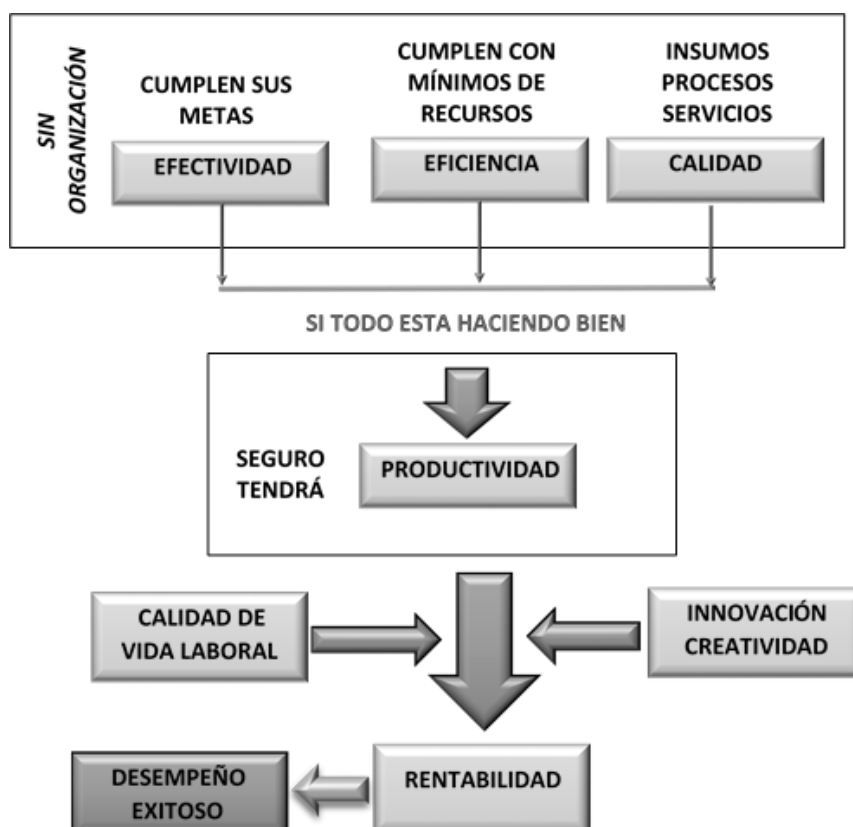 SIN
ORGANIZACIÓN
CUMPLEN SUS
METAS
EFECTIVIDAD
CUMPLEN CON
MÍNIMOS DE
RECURSOS
EFICIENCIA
INSUMOS
PROCESOS
SERVICIOS
CALIDAD
SI TODO ESTA HACIENDO BIEN
SEGURO
TENDRÁ
PRODUCTIVIDAD
CALIDAD DE
VIDA LABORAL
INNOVACIÓN
CREATIVIDAD
DESEMPEÑO
EXITOSO
RENTABILIDAD